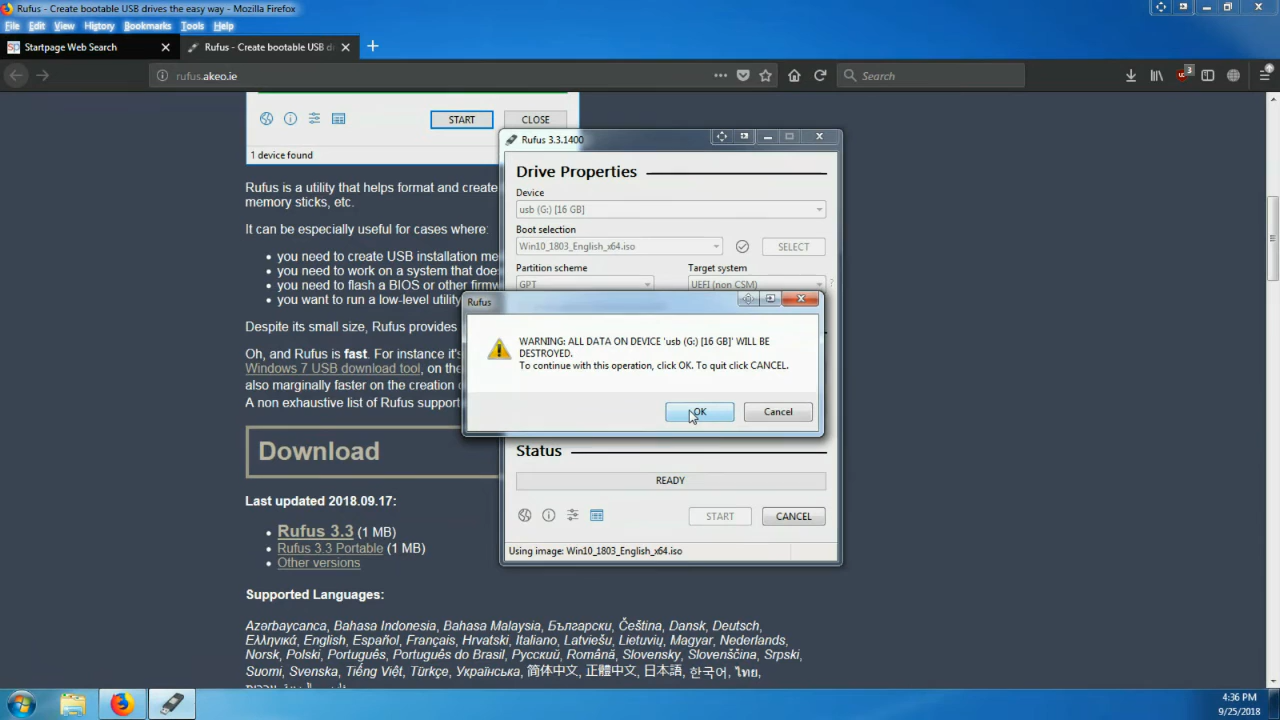 Rufus - Create bootable USB drives the easy way - Mozilla Firefox
File Edit View History Bookmarks Tools Help
Startpage Web Search
Rufus - Create bootable USB d
rufus.akeo.ie
Search
3
START CLOSE
1 device found
Rufus is a utility that helps format and create
memory sticks, etc.
It can be especially useful for cases where:
• you need to create USB installation me
• you need to work on a system that doe
• you need to flash a BIOS or other firmw
• you want to run a low-level utility
Despite its small size, Rufus provides
Oh, and Rufus is fast. For instance it's
Windows 7 USB download tool, on the
also marginally faster on the creation o
A non exhaustive list of Rufus support
Download
Last updated 2018.09.17:
• Rufus 3.3 (1 MB)
• Rufus 3.3 Portable (1 MB)
• Other versions
Supported Languages:
Azərbaycanca, Bahasa Indonesia, Bahasa Malaysia, Български, Čeština, Dansk, Deutsch,
Ελληνικά, English, Español, Français, Hrvatski, Italiano, Latviešu, Lietuvių, Magyar, Nederlands,
Norsk, Polski, Português, Português do Brasil, Русский, Română, Slovensky, Slovenščina, Srpski,
Suomi, Svenska, Tiếng Việt, Türkçe, Українська, 简体中文, 正體中文, 日本語, 한국어, ไทย,
Rufus 3.3.1400
Drive Properties
Device
usb (G:) [16 GB]
Boot selection
Win10_1803_English_x64.iso
SELECT
Partition scheme
Target system
GPT
UEFI (non CSM)
?
Rufus
WARNING: ALL DATA ON DEVICE 'usb (G:) [16 GB]' WILL BE
DESTROYED.
To continue with this operation, click OK. To quit click CANCEL.
OK
Cancel
Status
READY
START
CANCEL
Using image: Win10_1803_English_x64.iso
4:36 PM
9/25/2018